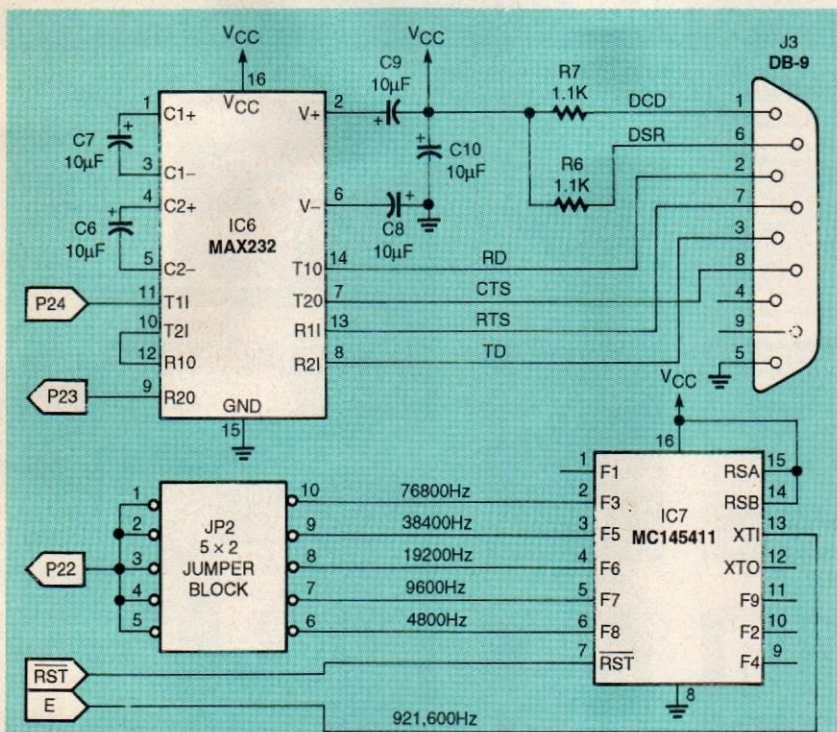 VCC
16
VCC
1
C1+
C7
10µF
3
C1−
4
C2+
C6
10µF
5
C2−
IC6
MAX232
P24
11
T1I
10
T2I
12
R10
P23
9
R20
GND
15
2
V+
6
V−
14
T10
7
T20
13
R1I
8
R2I
C9
10µF
VCC
C10
10µF
C8
10µF
R7
1.1K
R6
1.1K
DCD
DSR
RD
CTS
RTS
TD
J3
DB-9
1
6
2
7
3
8
4
9
5
P22
1
2
3
4
5
JP2
5 × 2
JUMPER
BLOCK
10
9
8
7
6
76800Hz
38400Hz
19200Hz
9600Hz
4800Hz
RST
E
921,600Hz
VCC
16
IC7
MC145411
1
F1
2
F3
3
F5
4
F6
5
F7
6
F8
7
RST
8
RSA
15
RSB
14
XTI
13
XTO
12
F9
11
F2
10
F4
9